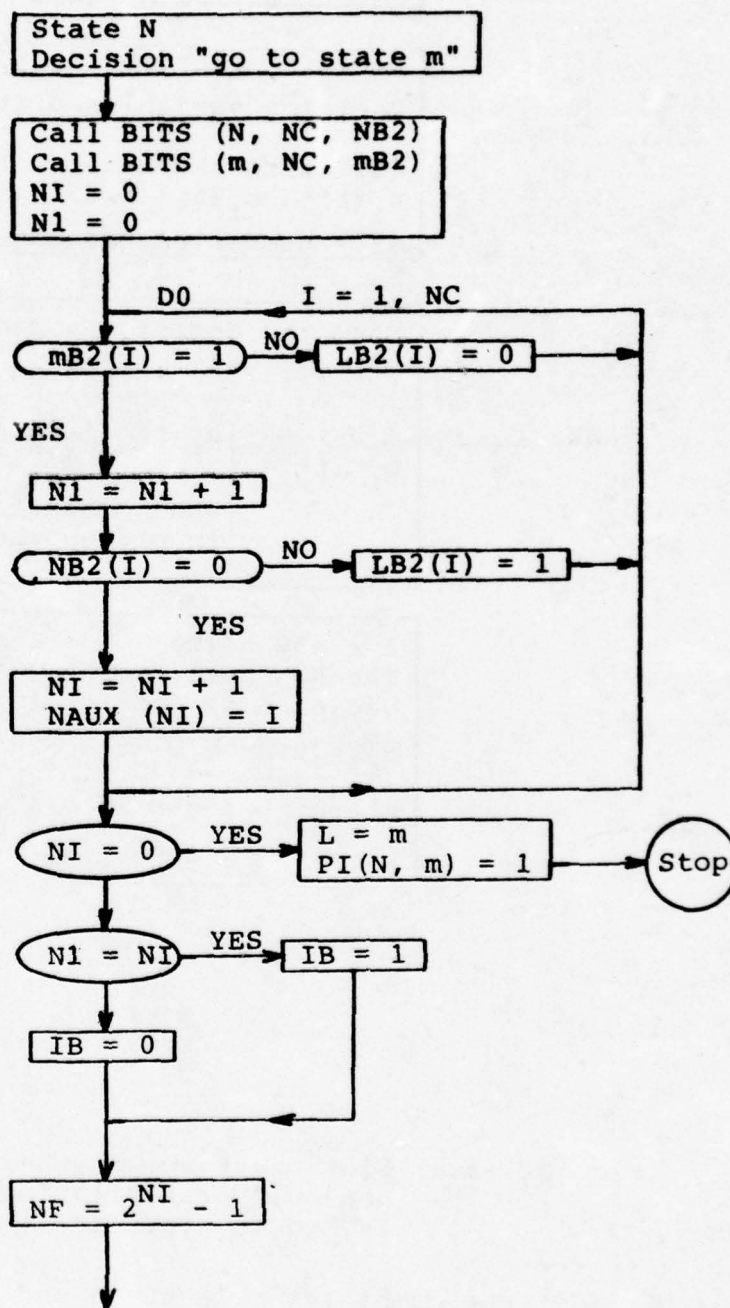 State N
Decision "go to state m"
Call BITS (N, NC, NB2)
Call BITS (m, NC, mB2)
NI = 0
N1 = 0
DO I = 1, NC
mB2(I) = 1
NO
LB2(I) = 0
YES
N1 = N1 + 1
NB2(I) = 0
NO
LB2(I) = 1
YES
NI = NI + 1
NAUX (NI) = I
NI = 0
YES
L = m
PI(N, m) = 1
Stop
N1 = NI
YES
IB = 1
IB = 0
NF = 2^NI - 1